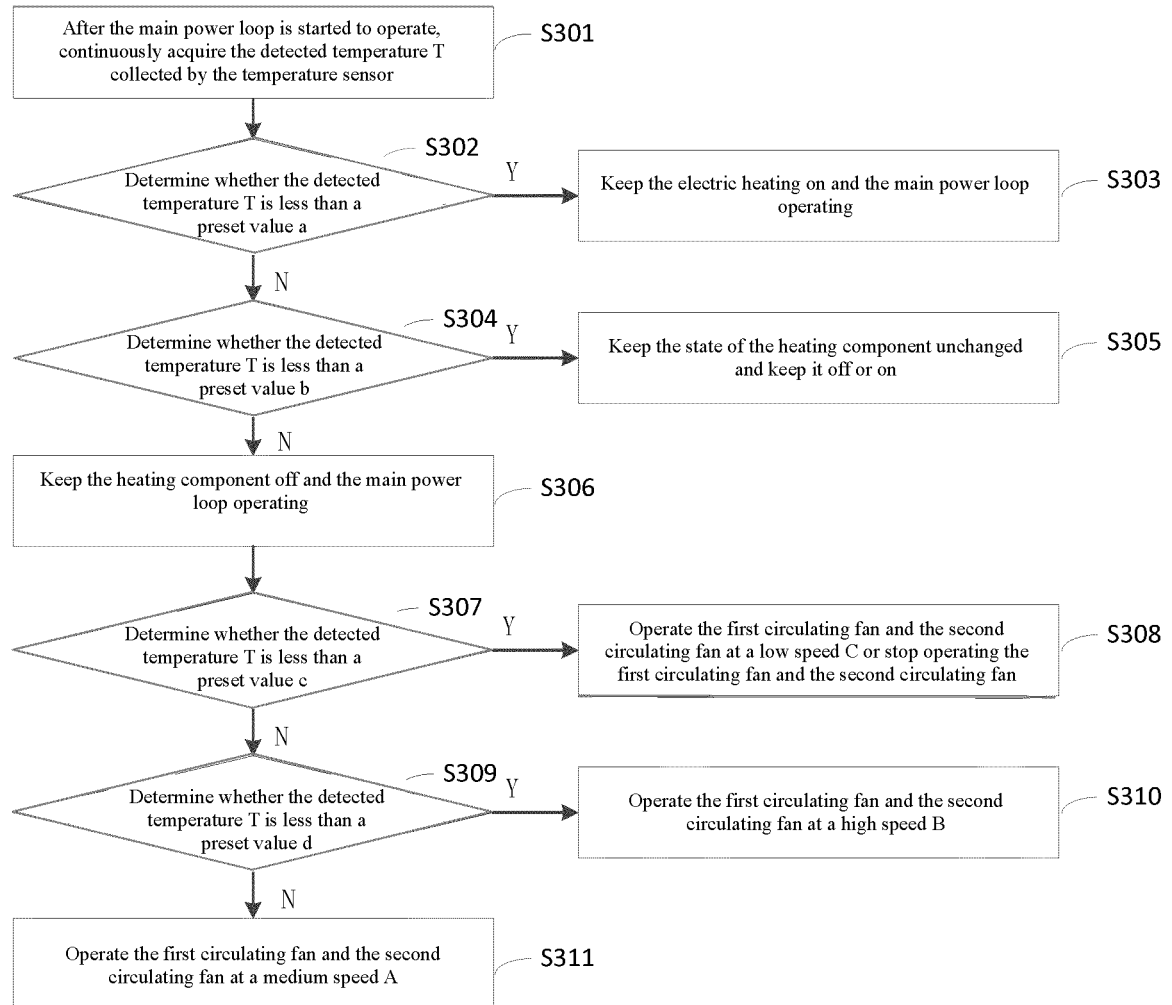 After the main power loop is started to operate,
continuously acquire the detected temperature T
collected by the temperature sensor
S301
Determine whether the detected
temperature T is less than a
preset value a
S302
Y
Keep the electric heating on and the main power loop
operating
S303
N
Determine whether the detected
temperature T is less than a
preset value b
S304
Y
Keep the state of the heating component unchanged
and keep it off or on
S305
N
Keep the heating component off and the main power
loop operating
S306
Determine whether the detected
temperature T is less than a
preset value c
S307
Y
Operate the first circulating fan and the second
circulating fan at a low speed C or stop operating the
first circulating fan and the second circulating fan
S308
N
Determine whether the detected
temperature T is less than a
preset value d
S309
Y
Operate the first circulating fan and the second
circulating fan at a high speed B
S310
N
Operate the first circulating fan and the second
circulating fan at a medium speed A
S311